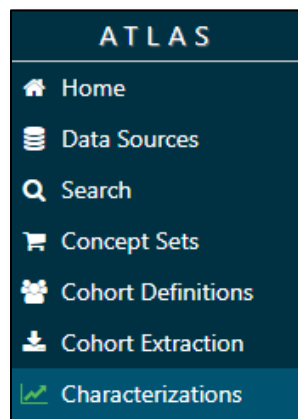 ATLAS
Home
Data Sources
Search
Concept Sets
Cohort Definitions
Cohort Extraction
Characterizations